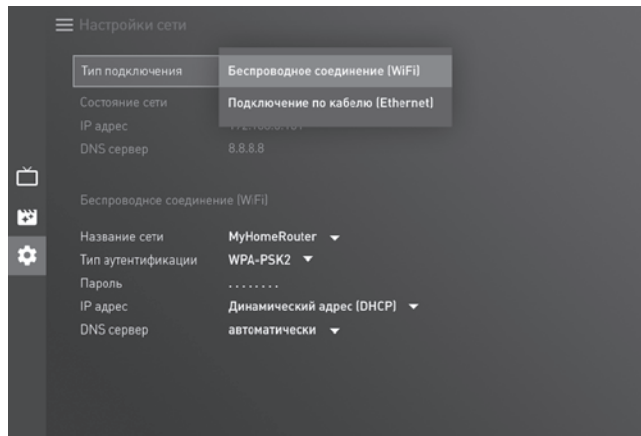 Настройки сети
Тип подключения
Беспроводное соединение (WiFi)
Подключение по кабелю (Ethernet)
Состояние сети
IP адрес
DNS сервер 8.8.8.8
Беспроводное соединение (WiFi)
Название сети MyHomeRouter
Тип аутентификации WPA-PSK2
Пароль ........
IP адрес Динамический адрес (DHCP)
DNS сервер автоматически